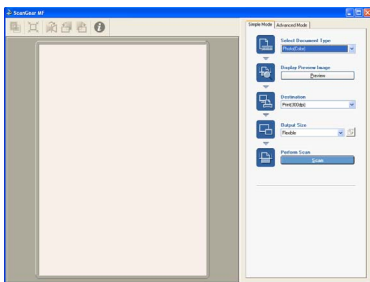 ScanGear MF
Simple Mode
Advanced Mode
Select Document Type
Photo(Color)
Display Preview Image
Preview
Destination
Print(300dpi)
Output Size
Flexible
Perform Scan
Scan